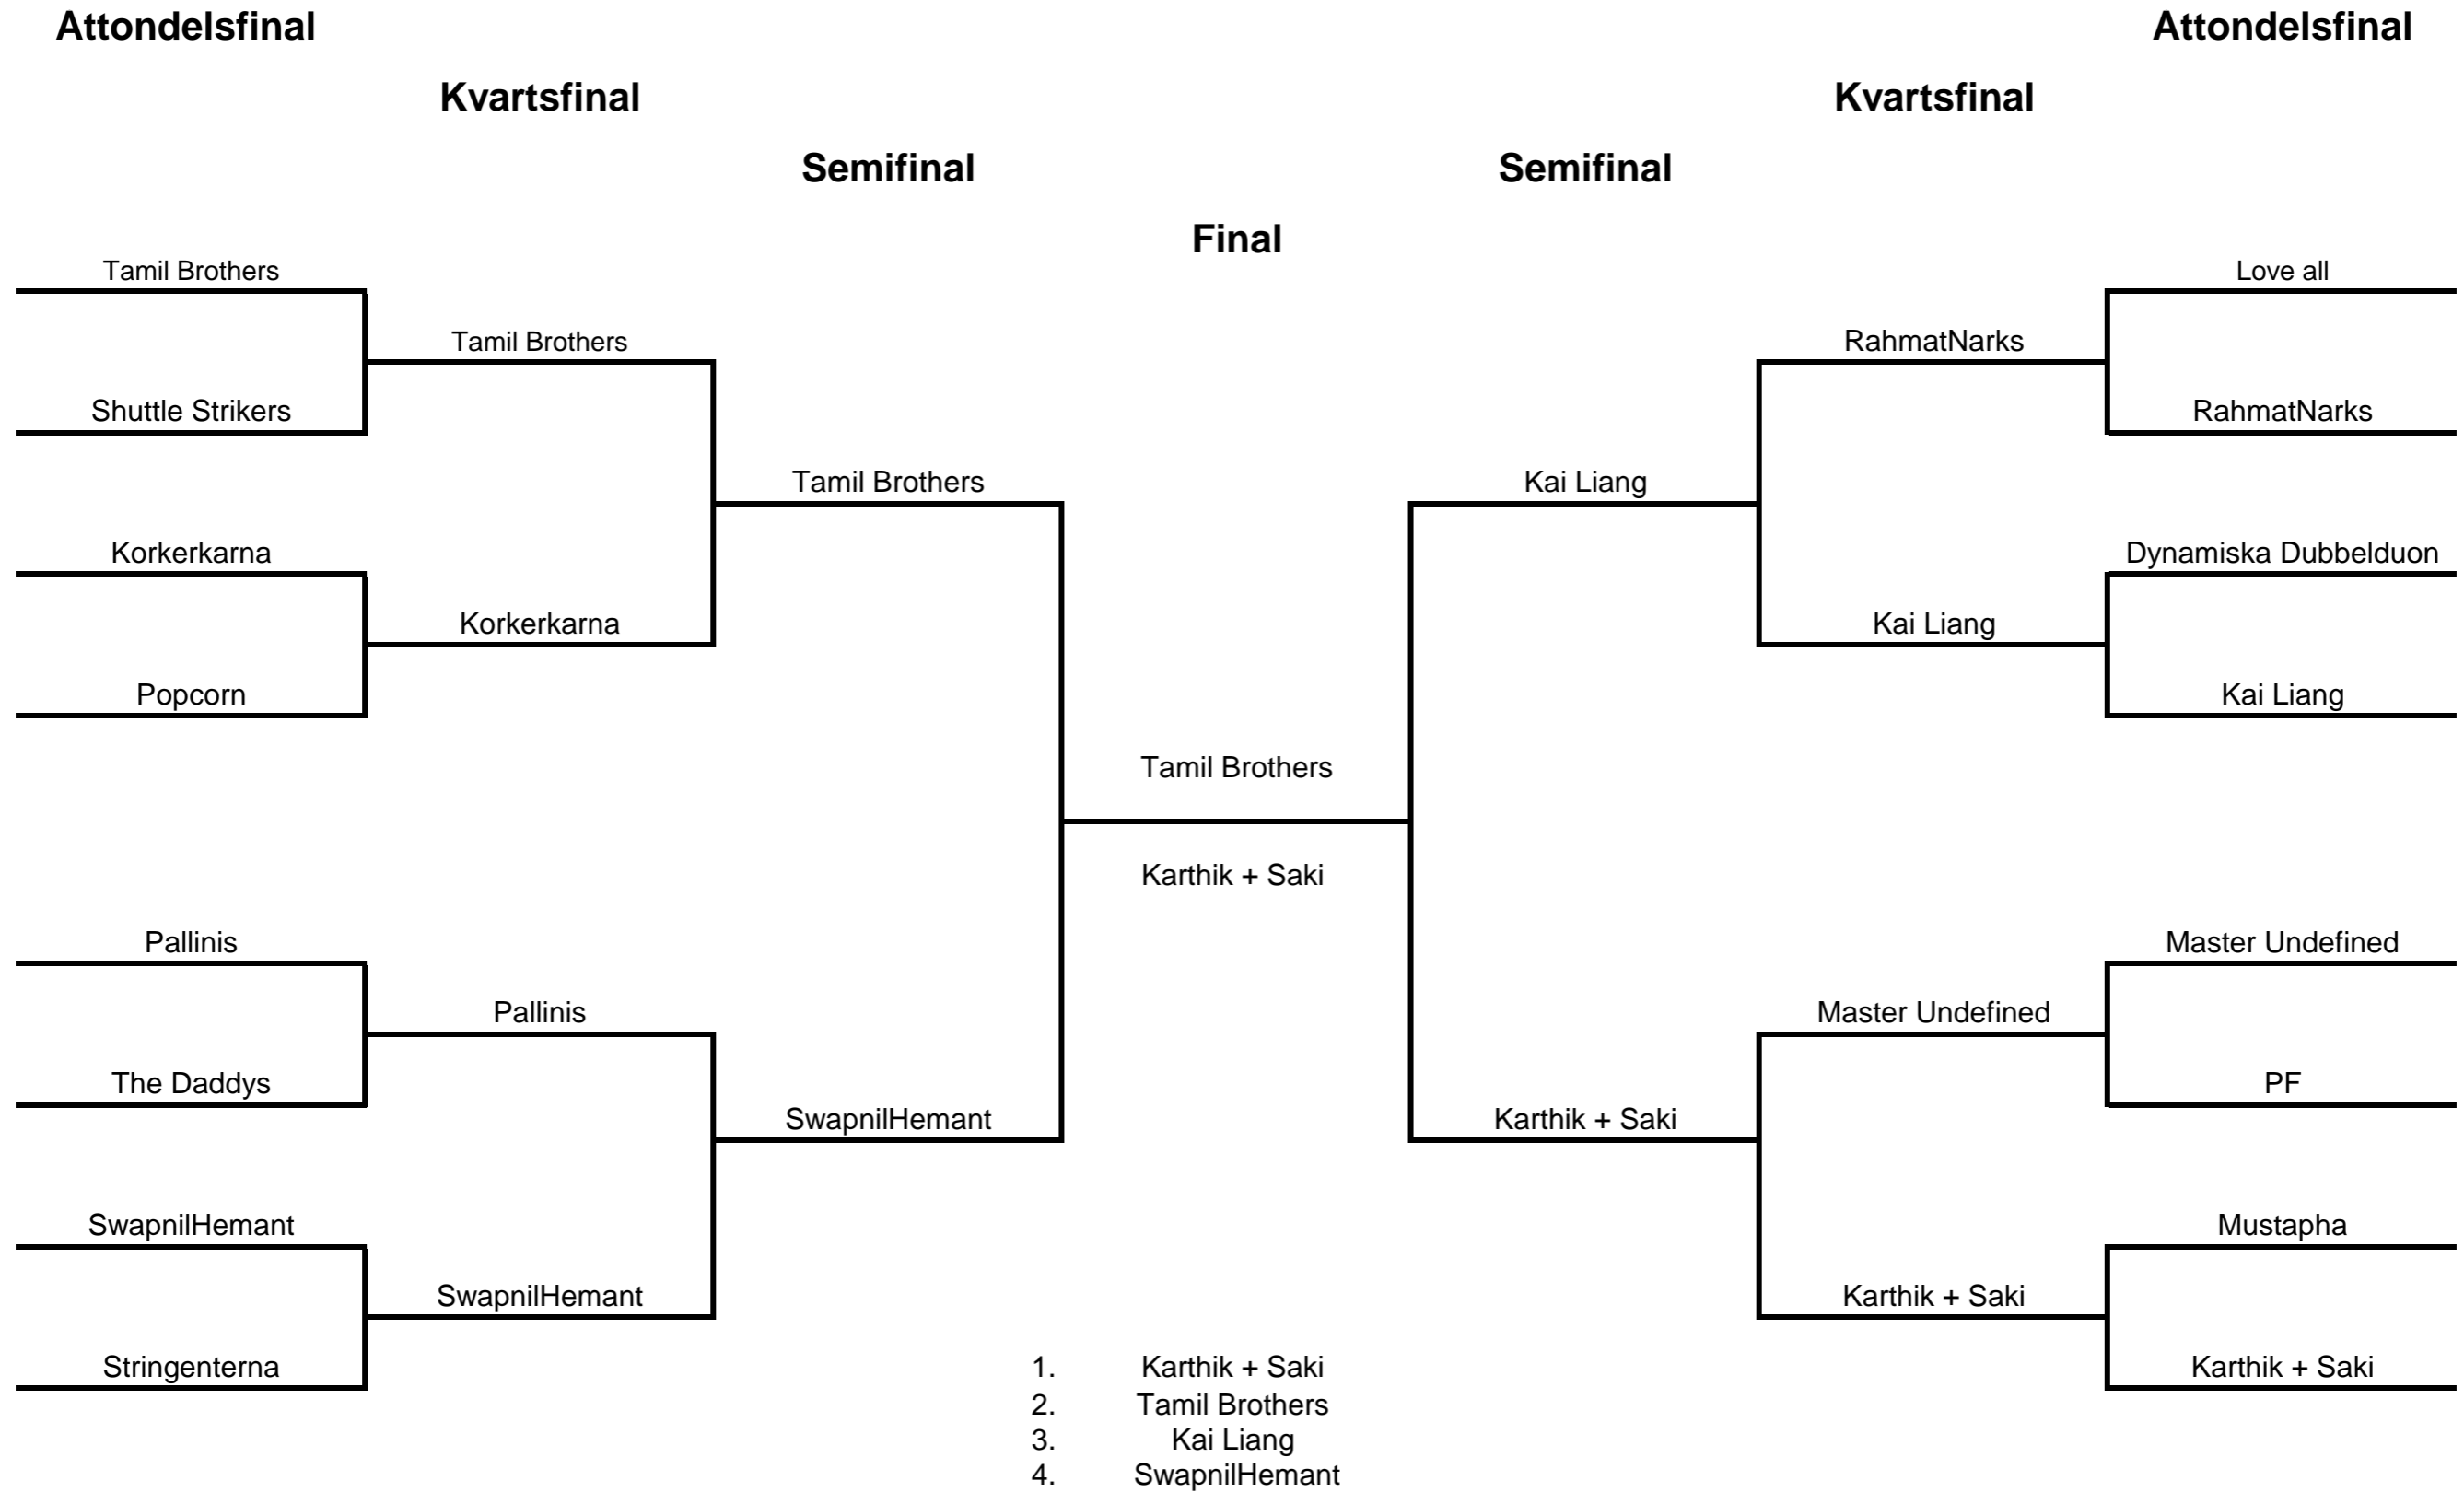 Attondelsfinal
Attondelsfinal
Kvartsfinal
Kvartsfinal
Semifinal
Semifinal
Final
Tamil Brothers
Love all
Tamil Brothers
RahmatNarks
Shuttle Strikers
RahmatNarks
Tamil Brothers
Kai Liang
Korkerkarna
Dynamiska Dubbelduon
Korkerkarna
Kai Liang
Popcorn
Kai Liang
Tamil Brothers
Karthik + Saki
Pallinis
Master Undefined
Pallinis
Master Undefined
The Daddys
PF
SwapnilHemant
Karthik + Saki
SwapnilHemant
Mustapha
SwapnilHemant
Karthik + Saki
Stringenterna
1. Karthik + Saki
Karthik + Saki
2. Tamil Brothers
3. Kai Liang
4. SwapnilHemant